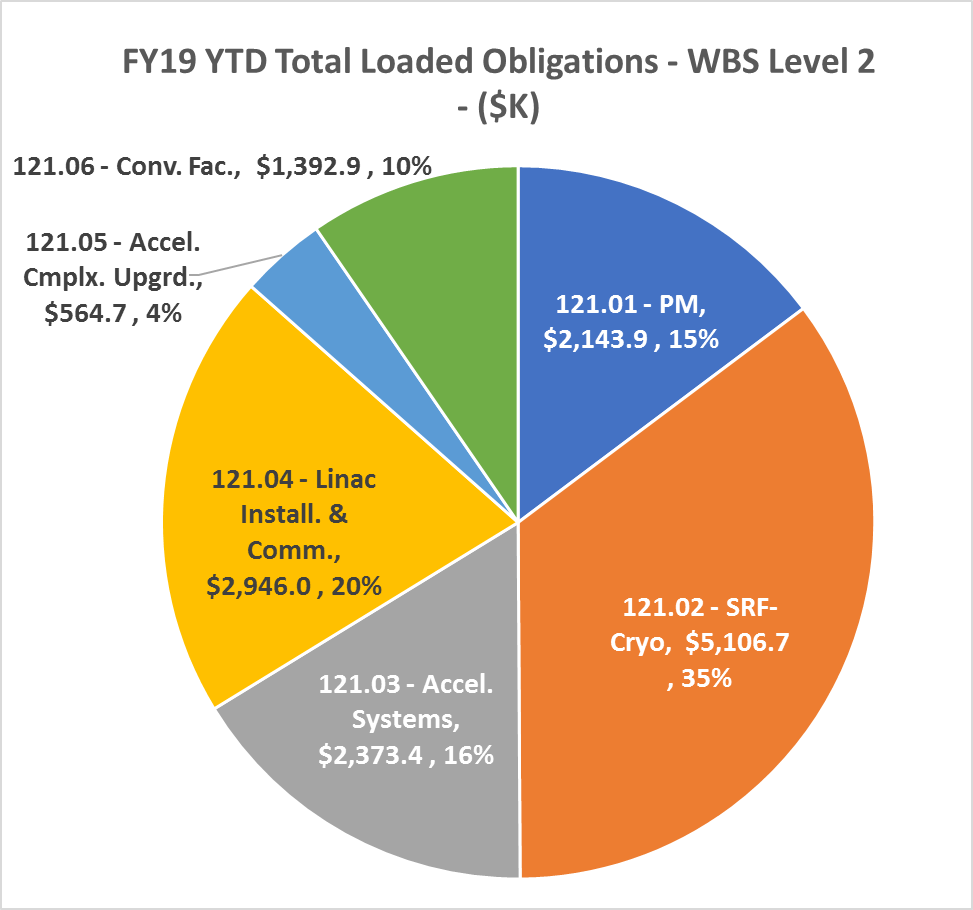 FY19 YTD Total Loaded Obligations - WBS Level 2
- ($K)
121.06 - Conv. Fac.,  $1,392.9 , 10%
121.05 - Accel.
Cmplx. Upgrd.,
$564.7 , 4%
121.01 - PM,
$2,143.9 , 15%
121.04 - Linac
Install. &
Comm.,
$2,946.0 , 20%
121.02 - SRF-
Cryo,  $5,106.7
, 35%
121.03 - Accel.
Systems,
$2,373.4 , 16%